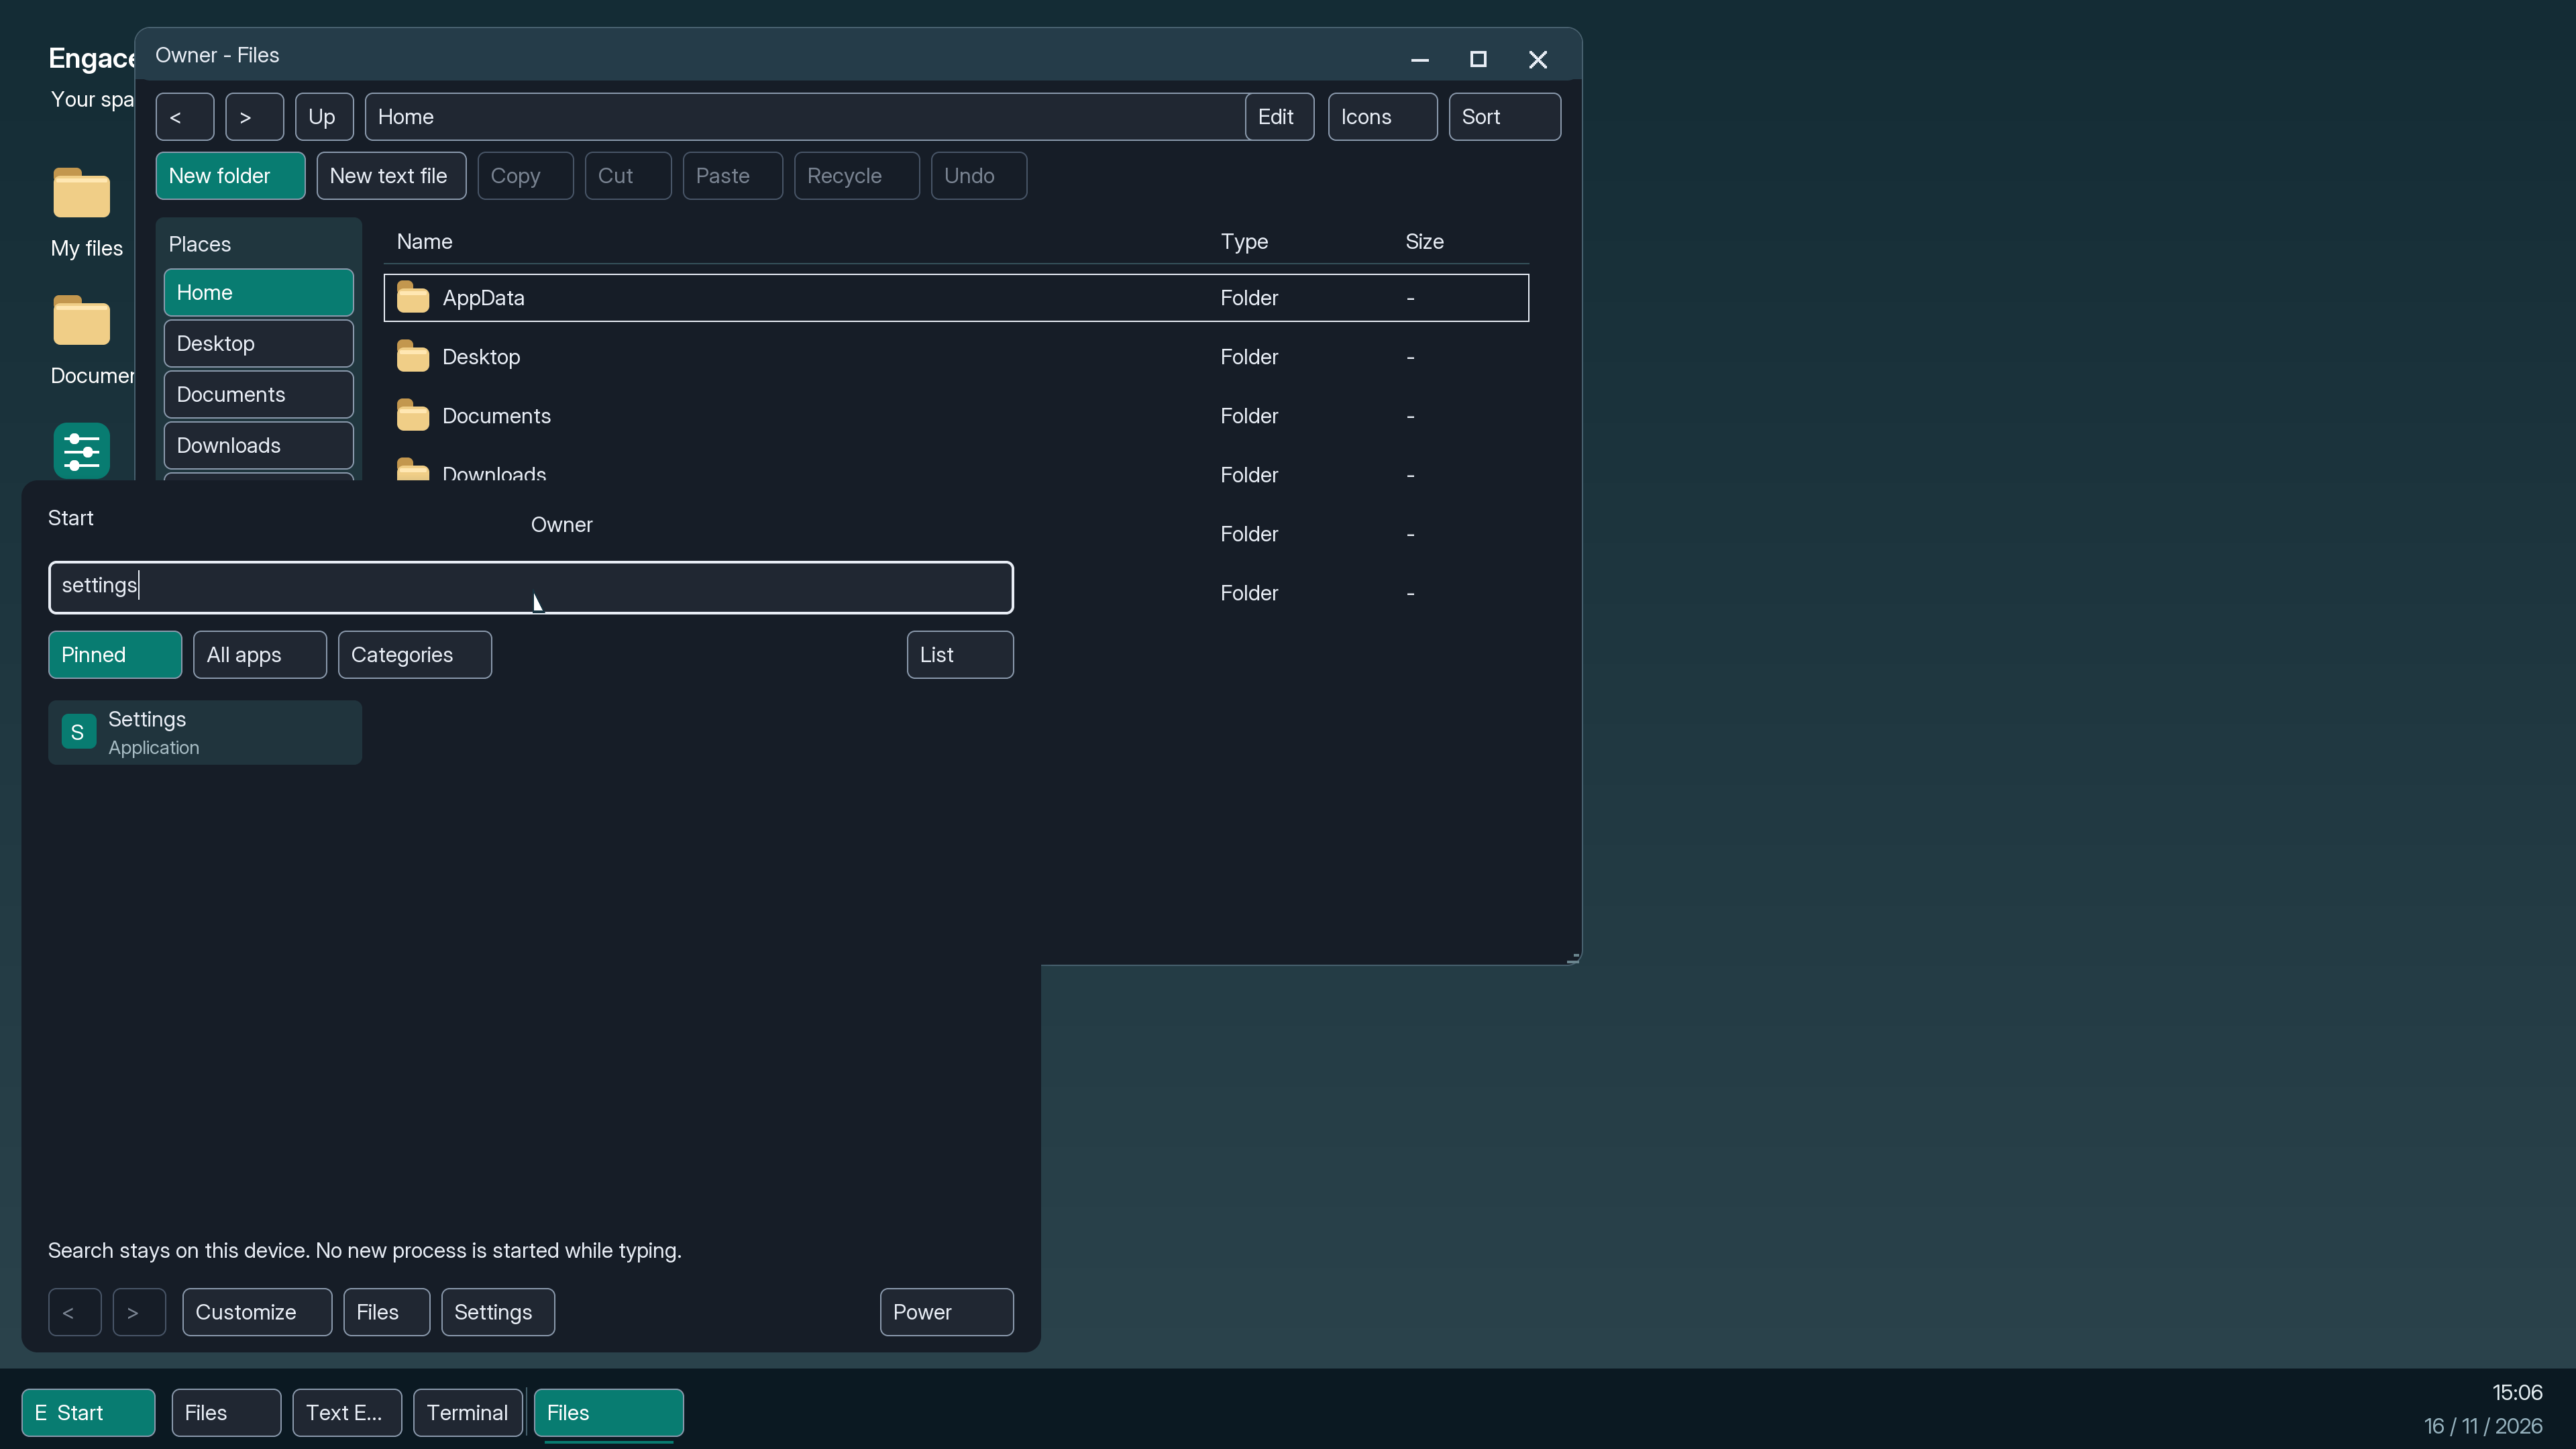 Engace
Your spa
My files
Documen
Owner - Files
< > Up Home Edit Icons Sort
New folder New text file Copy Cut Paste Recycle Undo
Places
Home
Desktop
Documents
Downloads
Name Type Size
AppData Folder -
Desktop Folder -
Documents Folder -
Downloads Folder -
Folder -
Folder -
Start
Owner
settings
Pinned All apps Categories List
S Settings
Application
Search stays on this device. No new process is started while typing.
< > Customize Files Settings Power
E Start Files Text E... Terminal Files
15:06
16 / 11 / 2026